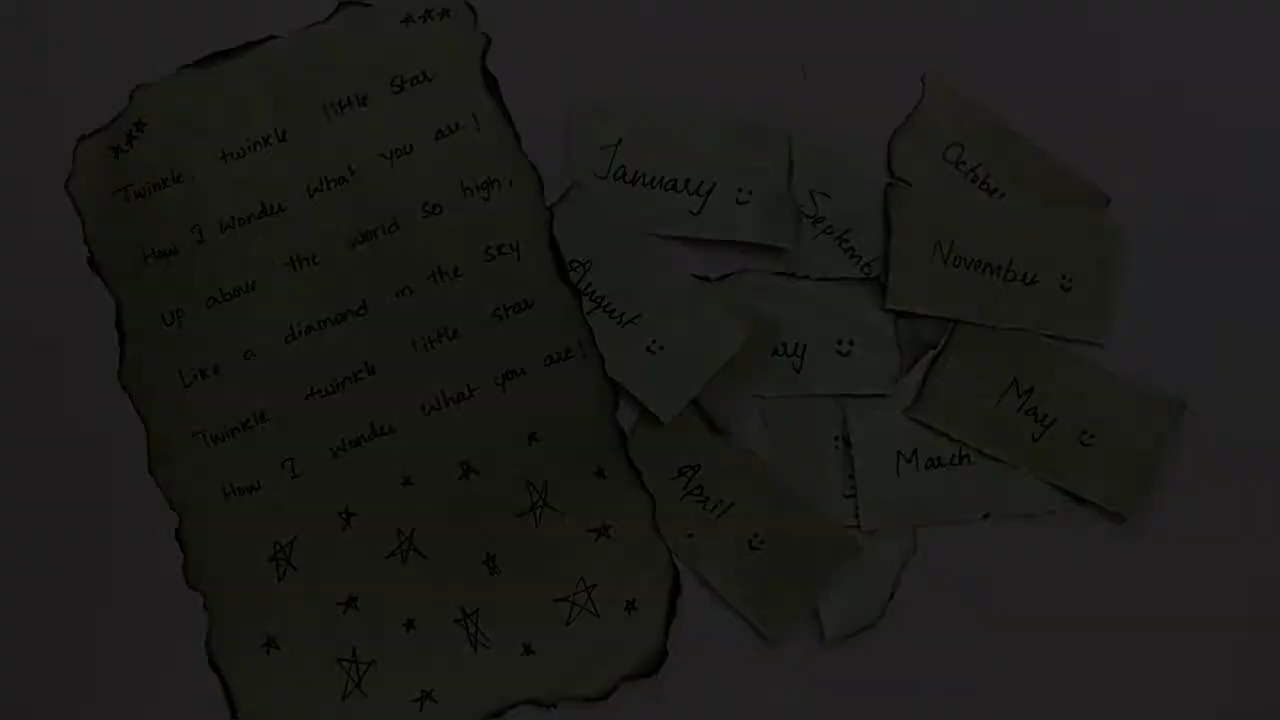 Twinkle, twinkle little star
How I wonder what you are!
up above the world so high,
Like a diamond in the sky
Twinkle twinkle little star
How I wonder what you are!
January
September
October
November
August
ay
March
May
April